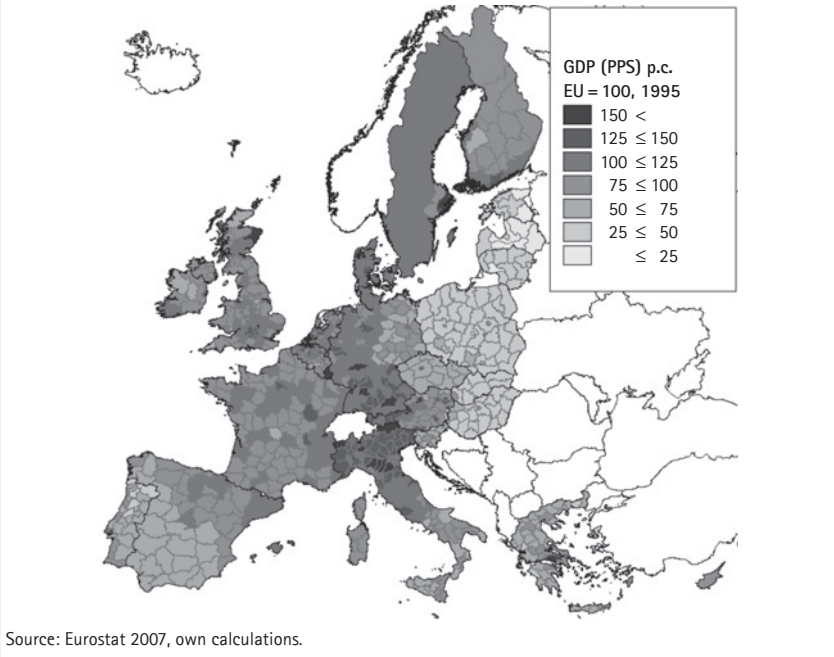 GDP (PPS) p.c.
EU = 100, 1995
150 <
125 ≤ 150
100 ≤ 125
75 ≤ 100
50 ≤ 75
25 ≤ 50
≤ 25
Source: Eurostat 2007, own calculations.